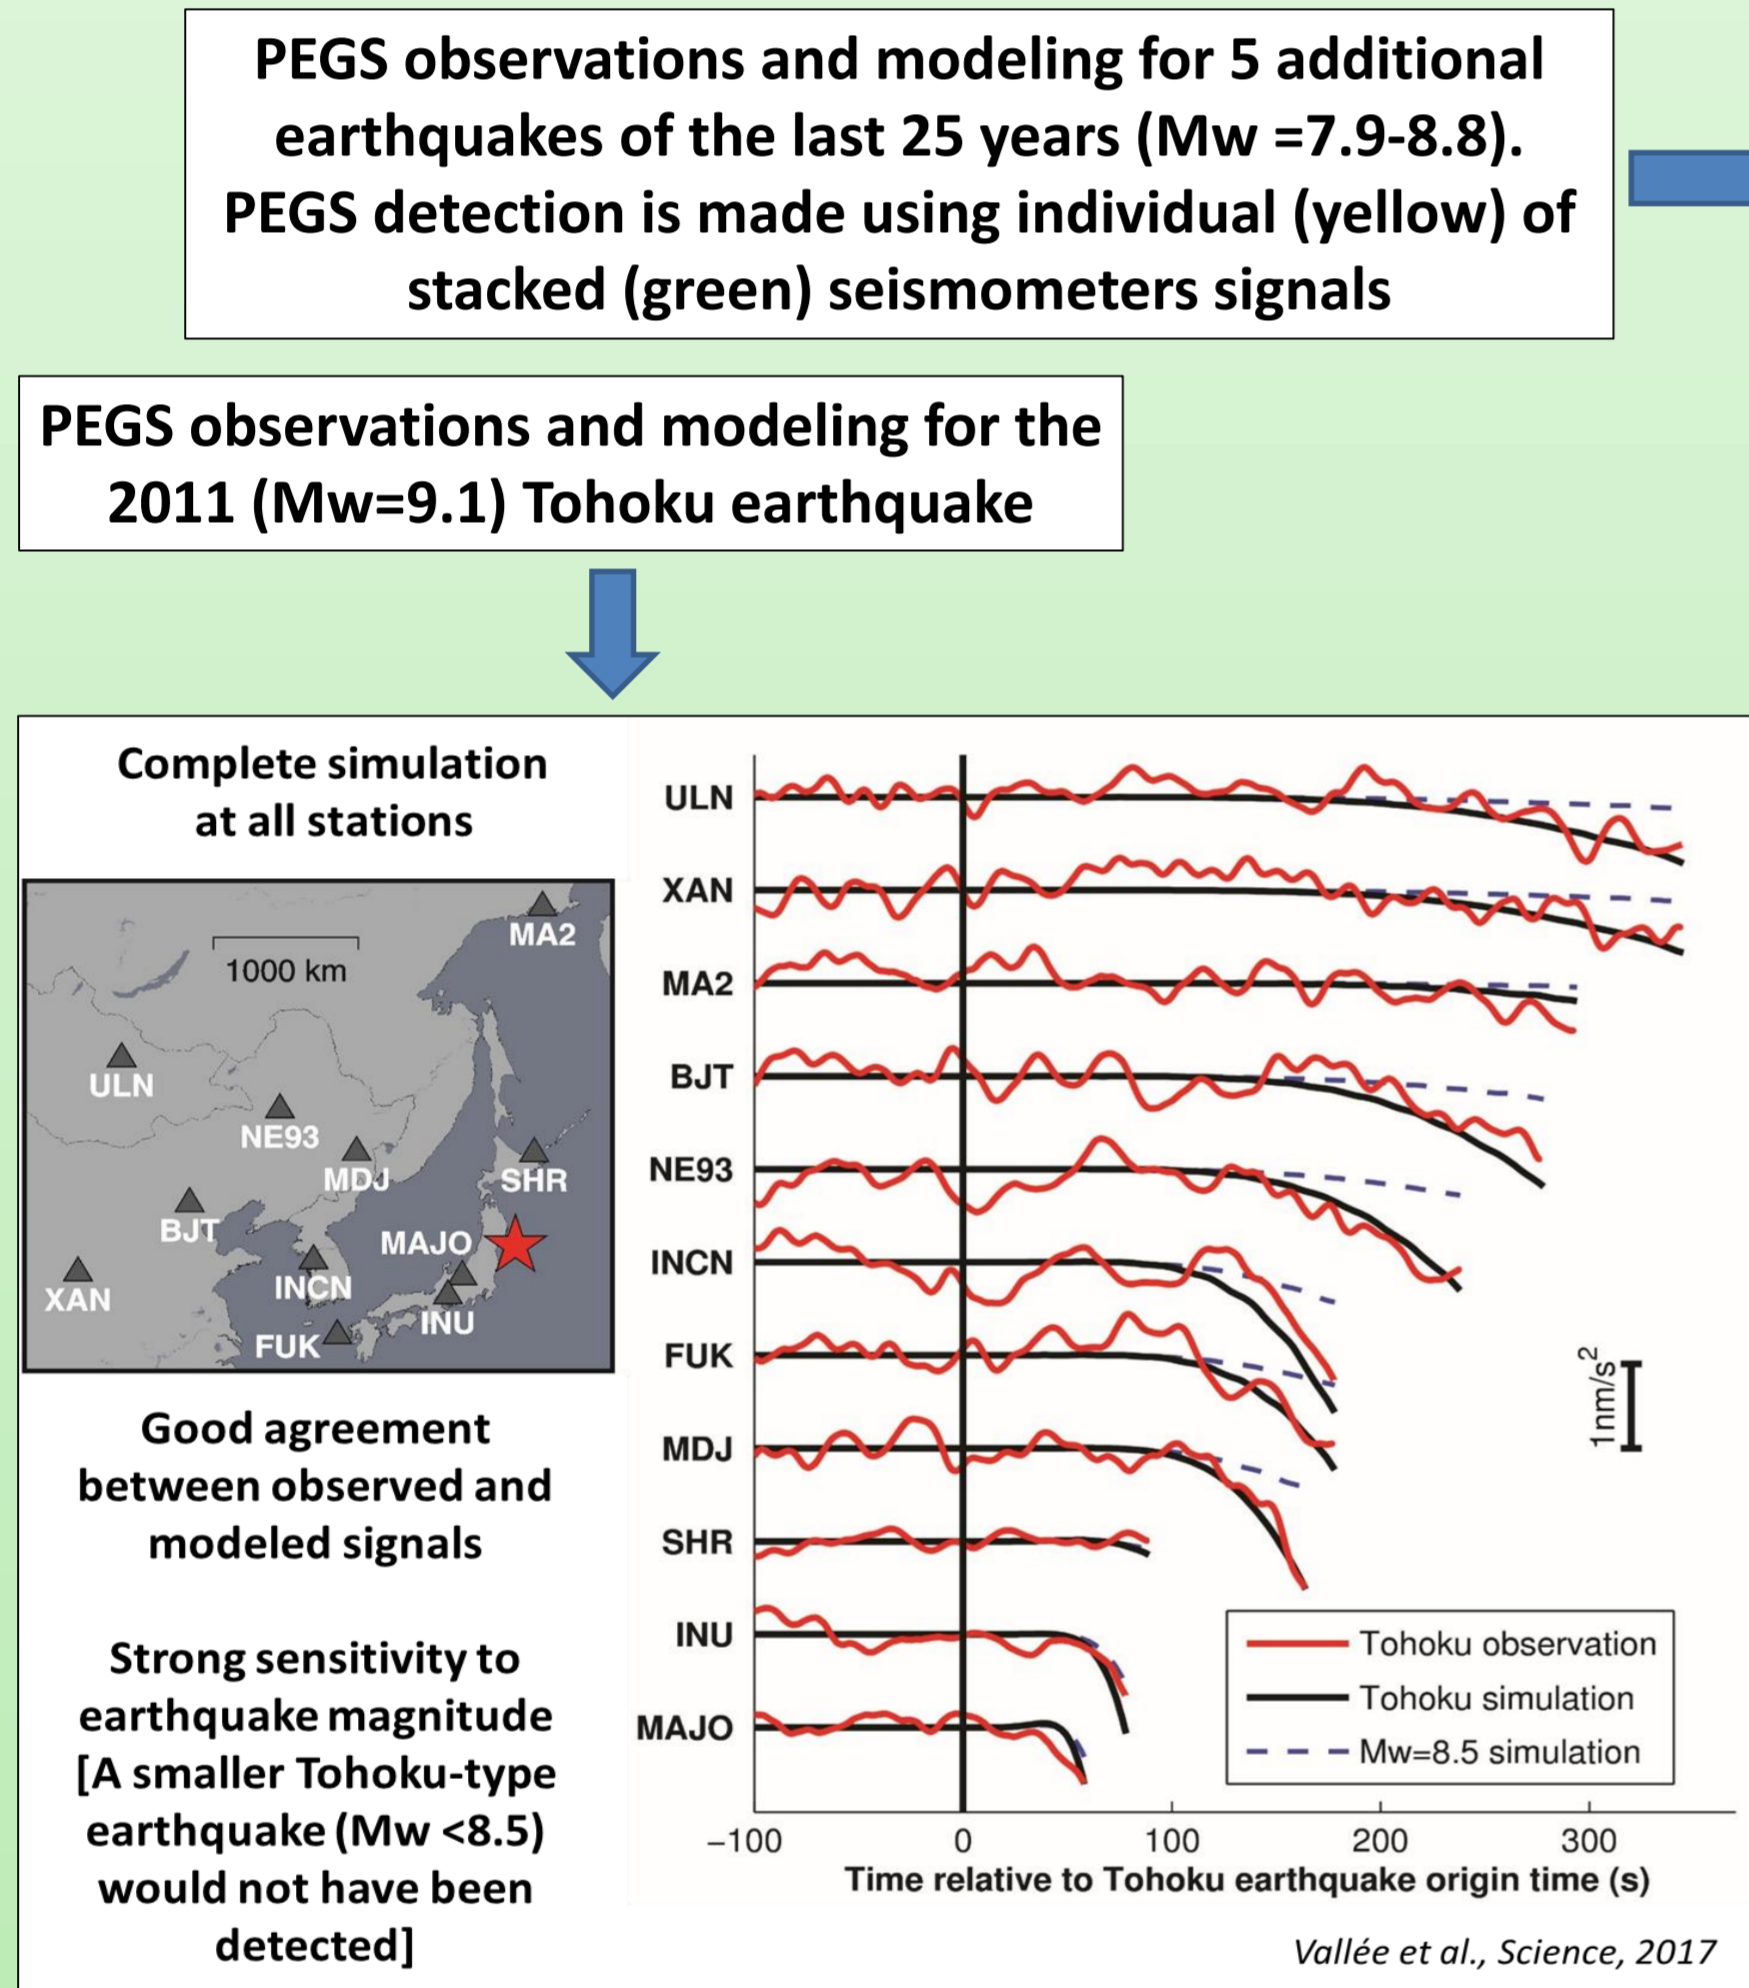 PEGS observations and modeling for 5 additional
earthquakes of the last 25 years (Mw =7.9-8.8).
PEGS detection is made using individual (yellow) of
stacked (green) seismometers signals
PEGS observations and modeling for the
2011 (Mw=9.1) Tohoku earthquake
Complete simulation
at all stations
MA2
1000 km
ULN
NE93
MDJ
SHR
BJT
MAJO
XAN
INCN
INU
FUK
Good agreement
between observed and
modeled signals
Strong sensitivity to
earthquake magnitude
[A smaller Tohoku-type
earthquake (Mw <8.5)
would not have been
detected]
ULN
XAN
MA2
BJT
NE93
INCN
FUK
MDJ
SHR
INU
MAJO
1nm/s²
Tohoku observation
Tohoku simulation
Mw=8.5 simulation
−100 0 100 200 300
Time relative to Tohoku earthquake origin time (s)
Vallée et al., Science, 2017